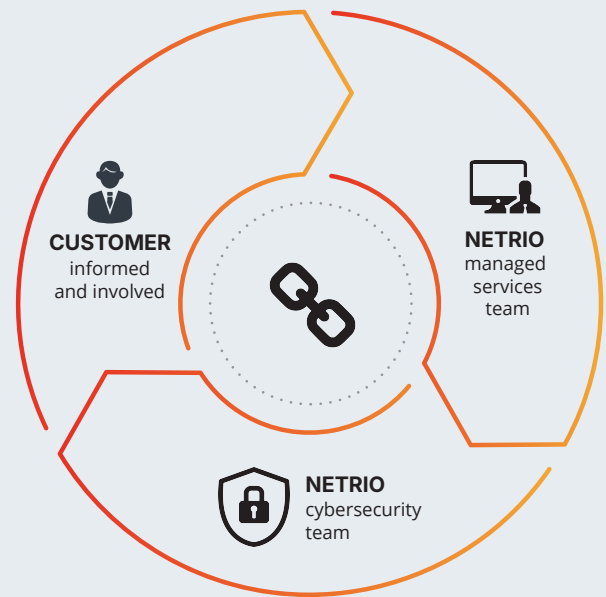 CUSTOMER
informed
and involved
NETRIO
managed
services
team
NETRIO
cybersecurity
team